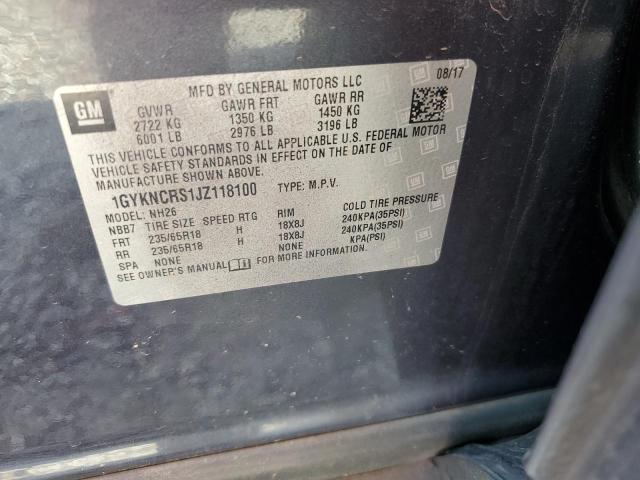 MFD BY GENERAL MOTORS LLC 08/17
GM
GVWR GAWR FRT GAWR RR
2722 KG 1350 KG 1450 KG
6001 LB 2976 LB 3196 LB
THIS VEHICLE CONFORMS TO ALL APPLICABLE U.S. FEDERAL MOTOR
VEHICLE SAFETY STANDARDS IN EFFECT ON THE DATE OF
MANUFACTURE SHOWN ABOVE.
1GYKNCRS1JZ118100 TYPE: M.P.V.
MODEL: NH26
NBB7 TIRE SIZE SPEED RTG RIM COLD TIRE PRESSURE
FRT 235/65R18 H 18X8J 240KPA(35PSI)
RR 235/65R18 H 18X8J 240KPA(35PSI)
SPA NONE NONE KPA(PSI)
SEE OWNER'S MANUAL FOR MORE INFORMATION.